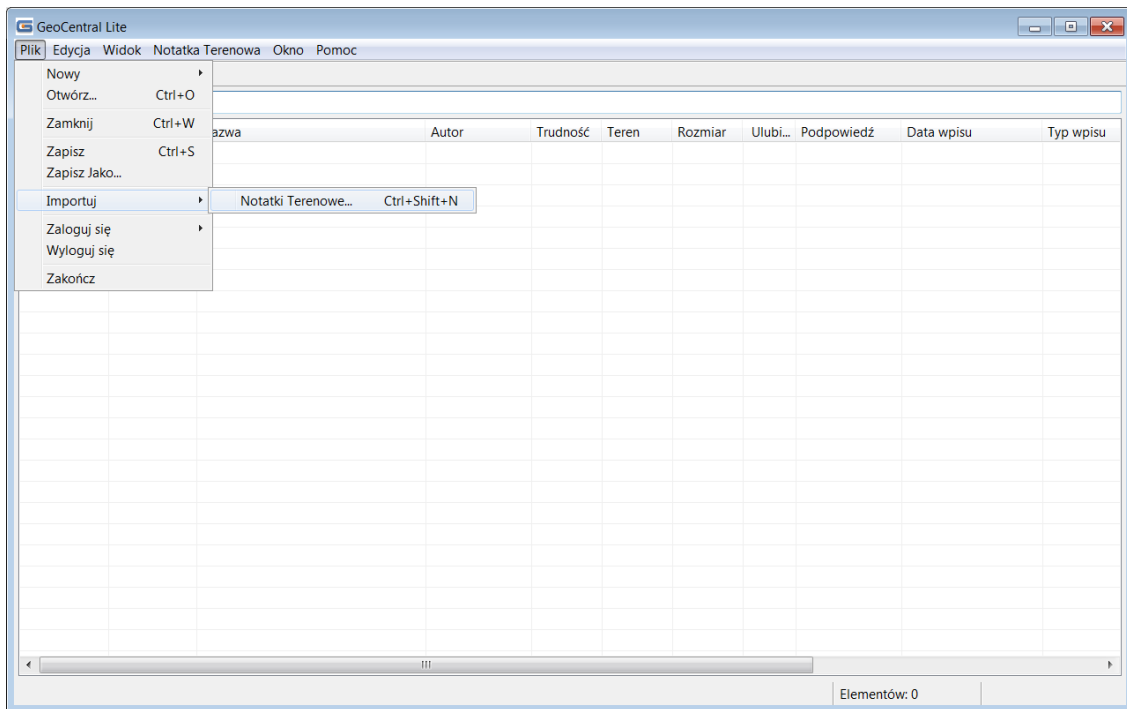 GeoCentral Lite
Plik Edycja Widok Notatka Terenowa Okno Pomoc
Nowy
Otwórz... Ctrl+O
Zamknij Ctrl+W
Zapisz Ctrl+S
Zapisz Jako...
Importuj
Notatki Terenowe... Ctrl+Shift+N
Zaloguj się
Wyloguj się
Zakończ
azwa Autor Trudność Teren Rozmiar Ulubi... Podpowiedź Data wpisu Typ wpisu
Elementów: 0